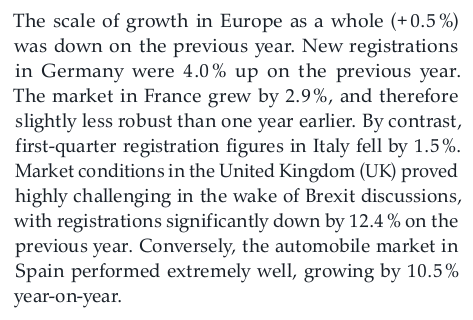 The scale of growth in Europe as a whole (+0.5%)
was down on the previous year. New registrations
in Germany were 4.0% up on the previous year.
The market in France grew by 2.9%, and therefore
slightly less robust than one year earlier. By contrast,
first-quarter registration figures in Italy fell by 1.5%.
Market conditions in the United Kingdom (UK) proved
highly challenging in the wake of Brexit discussions,
with registrations significantly down by 12.4% on the
previous year. Conversely, the automobile market in
Spain performed extremely well, growing by 10.5%
year-on-year.